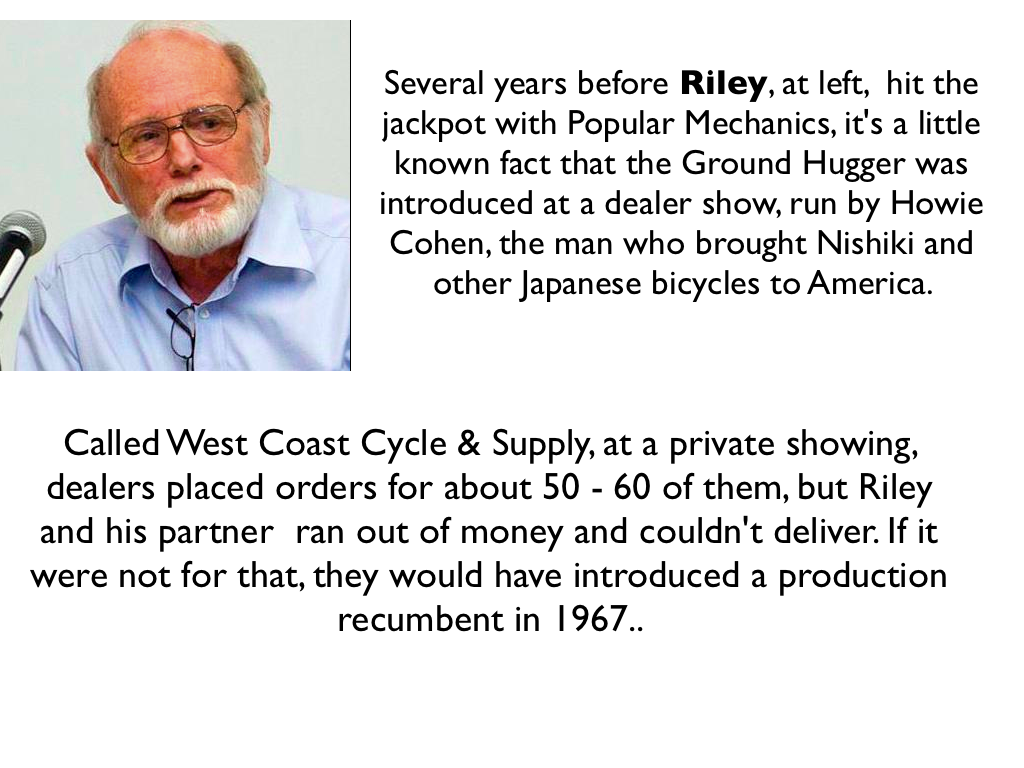 Several years before Riley, at left,  hit the
jackpot with Popular Mechanics, it's a little
known fact that the Ground Hugger was
introduced at a dealer show, run by Howie
Cohen, the man who brought Nishiki and
other Japanese bicycles to America.
Called West Coast Cycle & Supply, at a private showing,
dealers placed orders for about 50 - 60 of them, but Riley
and his partner  ran out of money and couldn't deliver. If it
were not for that, they would have introduced a production
recumbent in 1967..